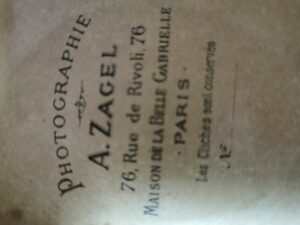 PHOTOGRAPHIE
A. ZAGEL
76, Rue de Rivoli, 76
MAISON DE LA BELLE GABRIELLE
· PARIS ·
Les Clichés sont conservés
N°